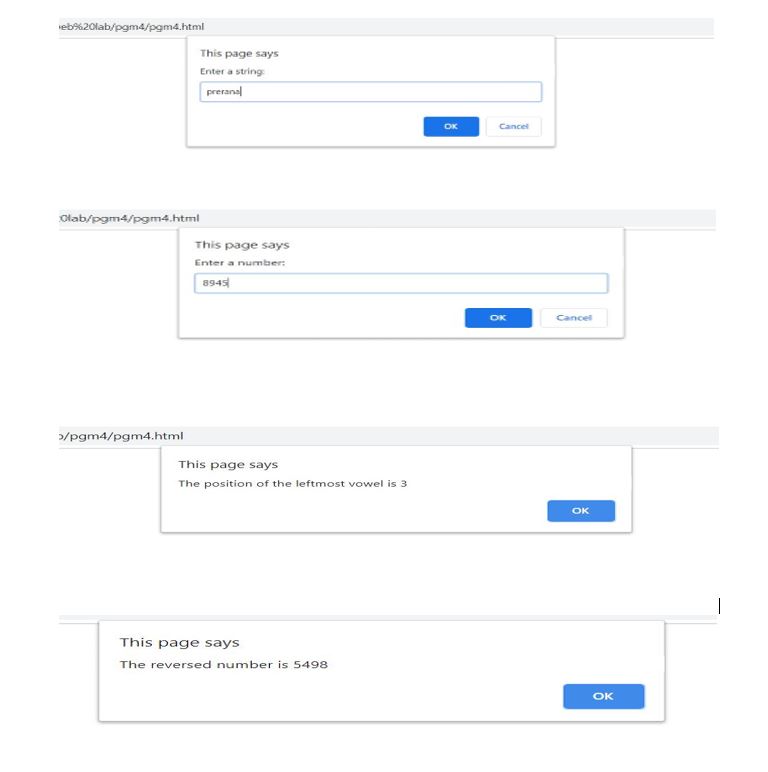 eb%20lab/pgm4/pgm4.html
This page says
Enter a string:
prerana
OK
Cancel
0lab/pgm4/pgm4.html
This page says
Enter a number:
8945
OK
Cancel
/pgm4/pgm4.html
This page says
The position of the leftmost vowel is 3
OK
This page says
The reversed number is 5498
OK